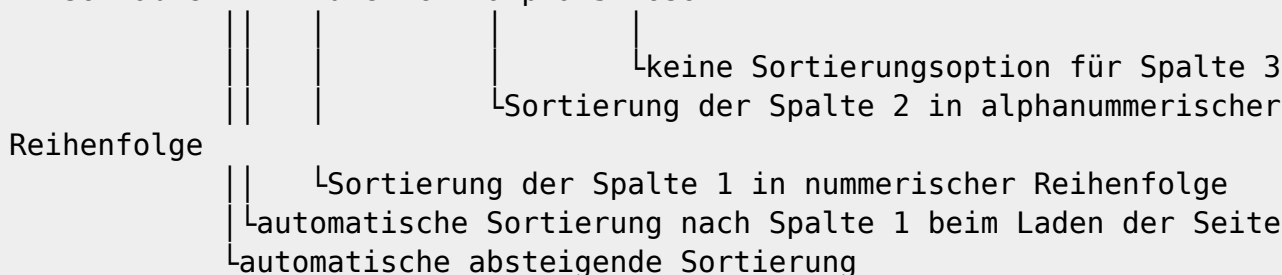 keine Sortierungsoption für Spalte 3
Sortierung der Spalte 2 in alphanummerischer
Reihenfolge
Sortierung der Spalte 1 in nummerischer Reihenfolge
automatische Sortierung nach Spalte 1 beim Laden der Seite
automatische absteigende Sortierung